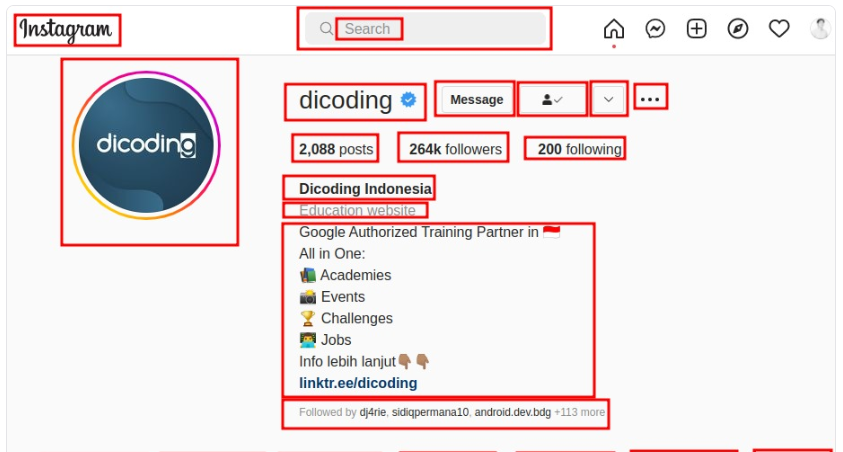 Instagram
Search
dicoding
dicoding
Message
2,088 posts 264k followers 200 following
Dicoding Indonesia
Education website
Google Authorized Training Partner in 🇮🇩
All in One:
📚 Academies
📸 Events
🏆 Challenges
👨‍💻 Jobs
Info lebih lanjut👇🏽👇🏽
linktr.ee/dicoding
Followed by dj4rie, sidiqpermana10, android.dev.bdg +113 more